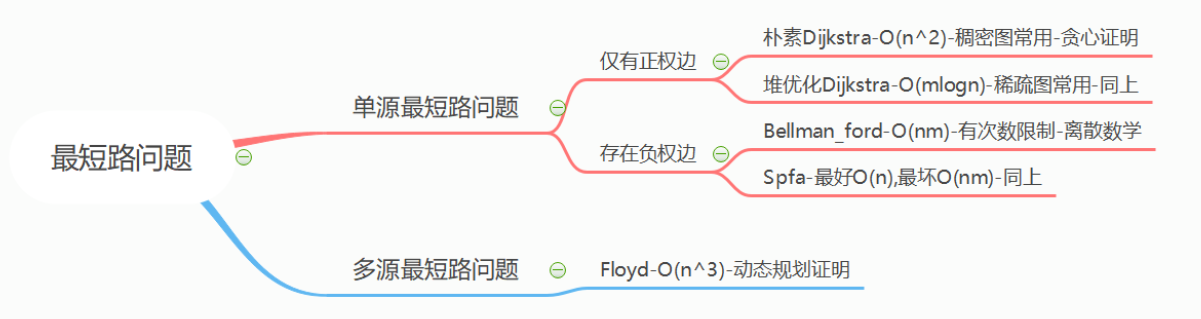 最短路问题
单源最短路问题
仅有正权边
朴素Dijkstra-O(n^2)-稠密图常用-贪心证明
堆优化Dijkstra-O(mlogn)-稀疏图常用-同上
存在负权边
Bellman_ford-O(nm)-有次数限制-离散数学
Spfa-最好O(n),最坏O(nm)-同上
多源最短路问题
Floyd-O(n^3)-动态规划证明